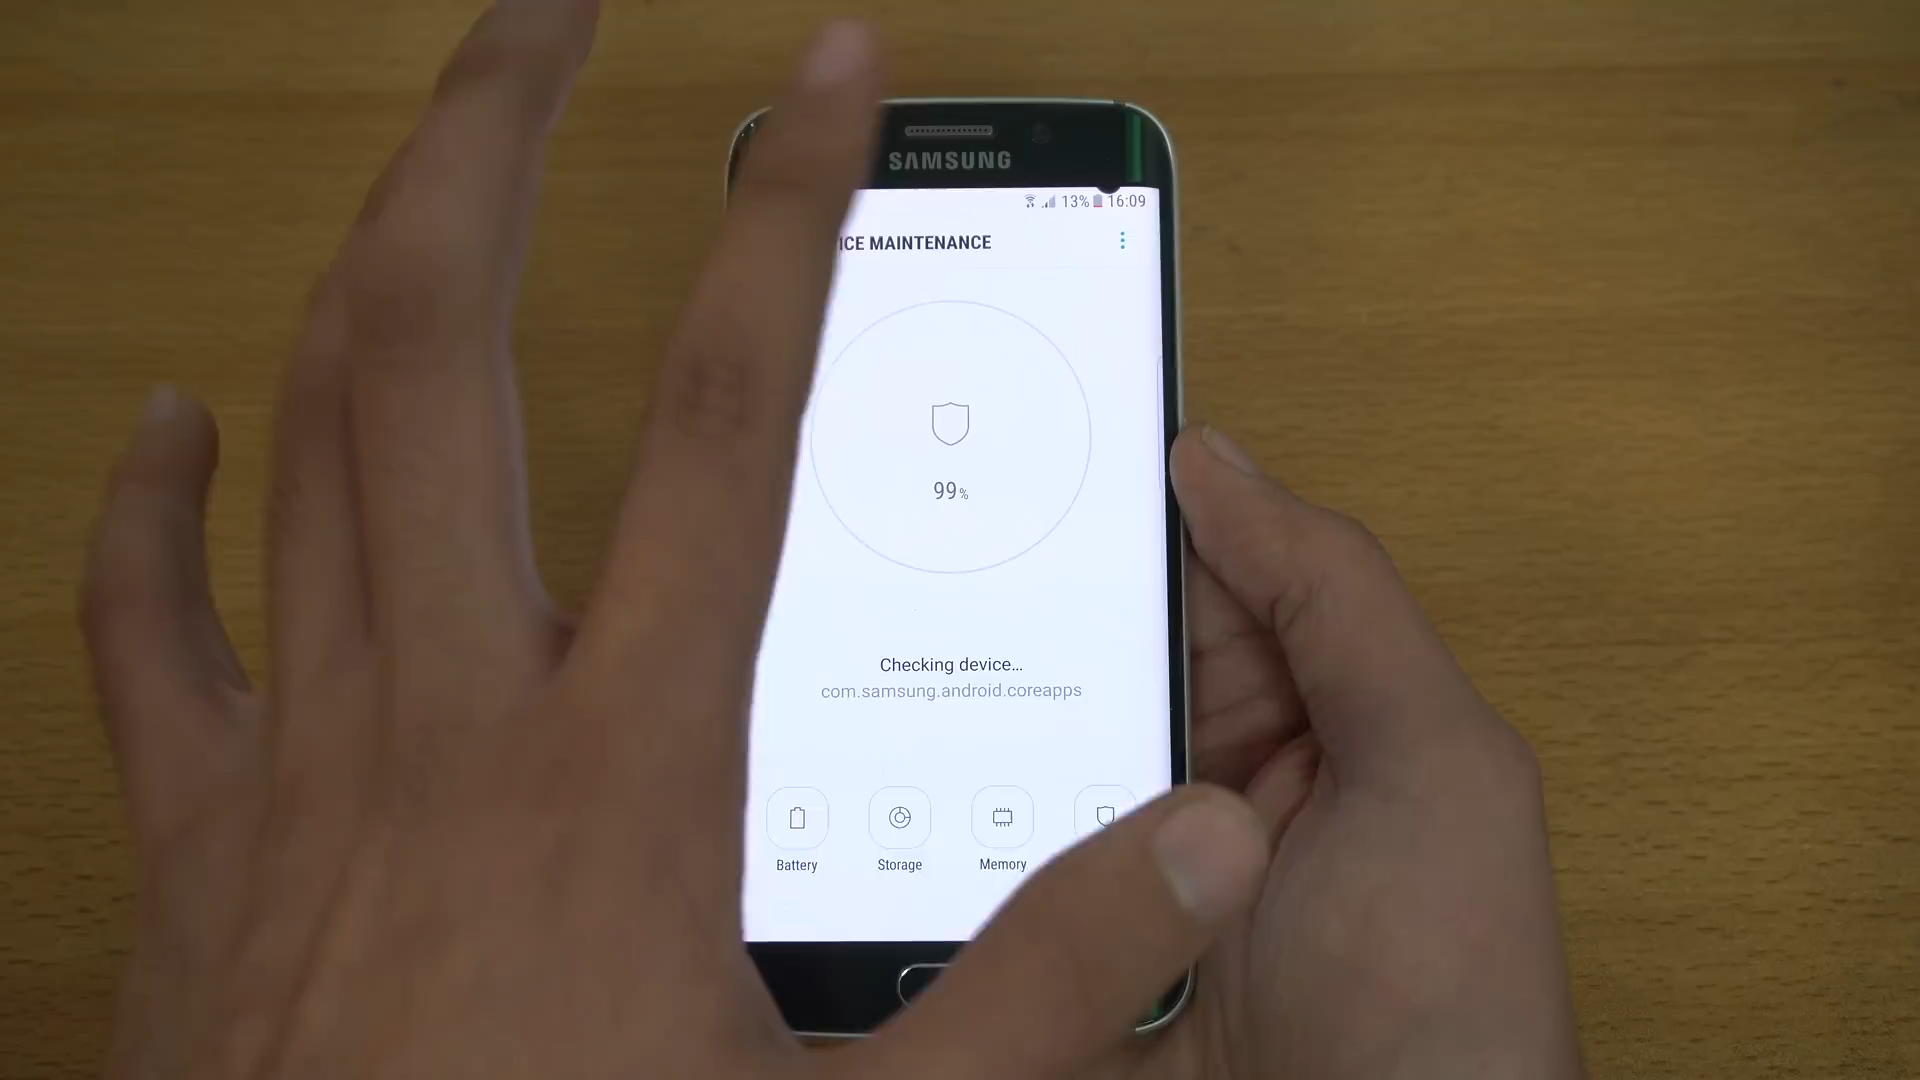 SAMSUNG
13% 16:09
ICE MAINTENANCE
99%
Checking device...
com.samsung.android.coreapps
Battery Storage Memory